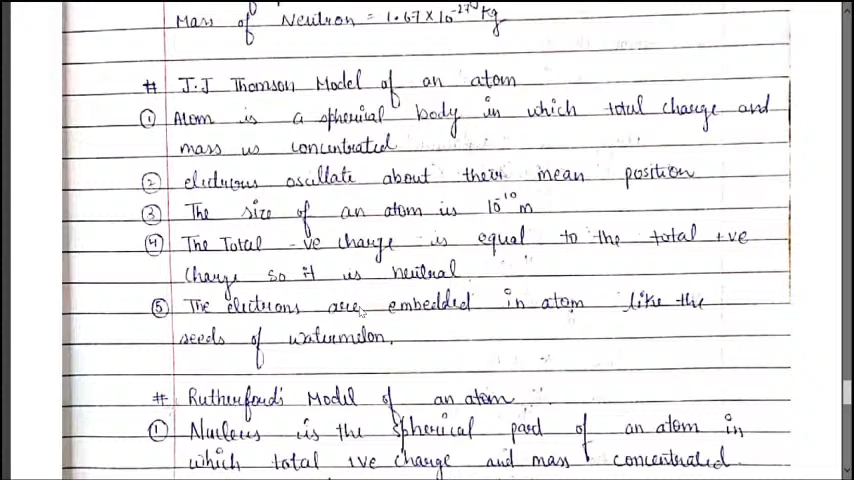 Mass of Neutron = 1.67 × 10⁻²⁷ Kg
# J.J Thomson Model of an atom
① Atom is a spherical body in which total charge and
mass us concentrated
② electrons oscillate about their mean position
③ The size of an atom is 10⁻¹⁰ m
④ The Total -ve charge is equal to the total +ve
charge so it is neutral
⑤ The electrons are embedded in atom like the
seeds of watermelon.
# Rutherford's Model of an atom
① Nucleus is the spherical part of an atom in
which total +ve charge and mass concentrated